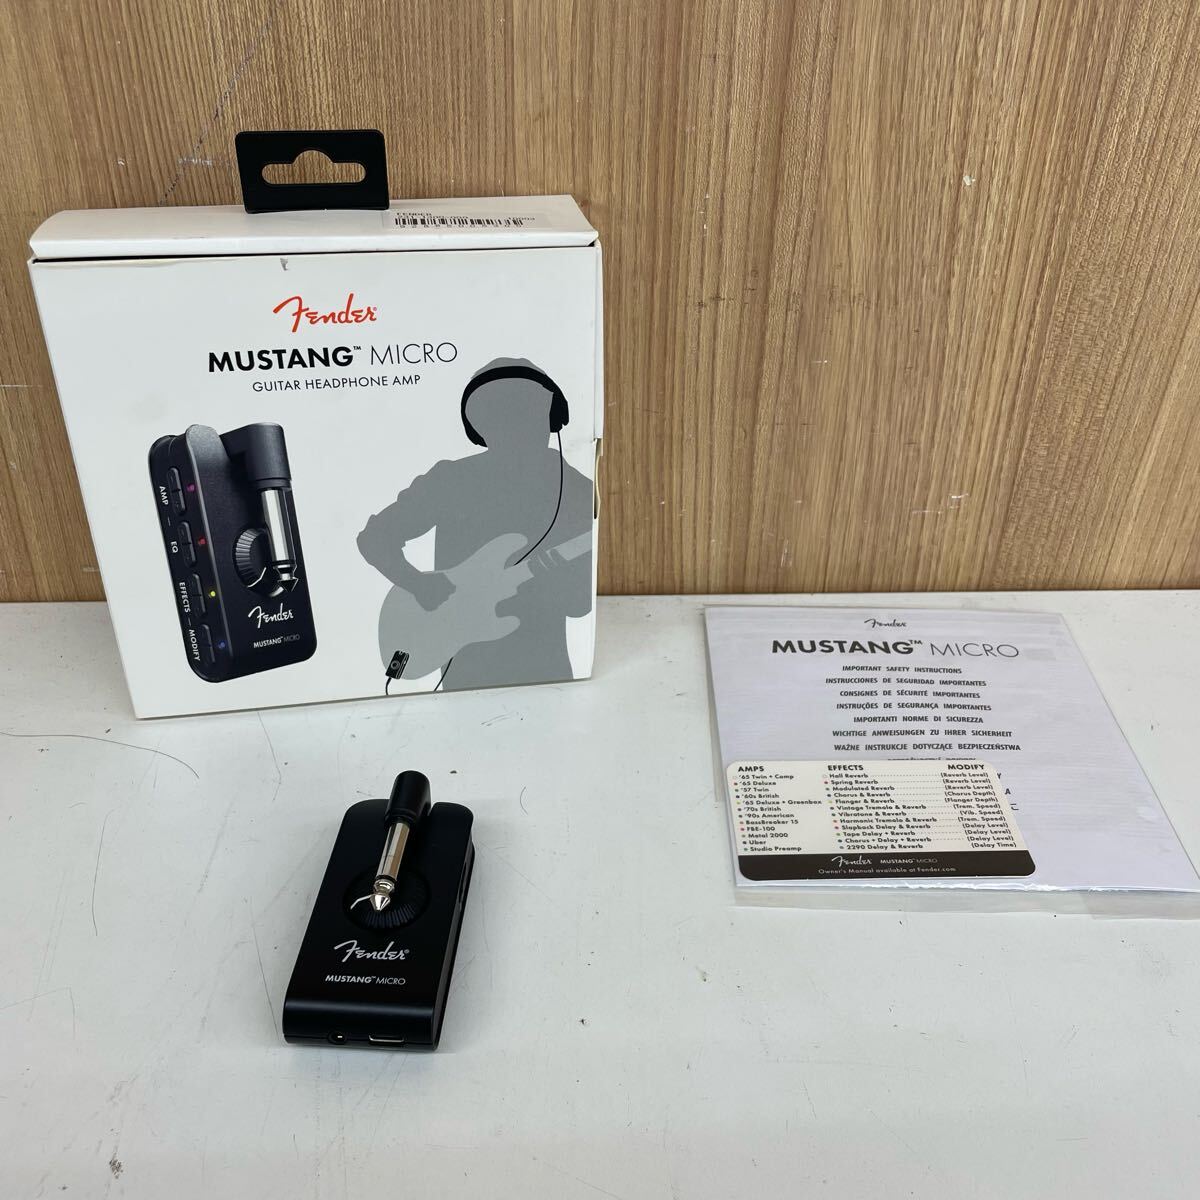 FENDER
Fender
MUSTANG™ MICRO
GUITAR HEADPHONE AMP
AMP
EQ
EFFECTS
MODIFY
Fender
MUSTANG™ MICRO
Fender
MUSTANG™ MICRO
IMPORTANT SAFETY INSTRUCTIONS
INSTRUCCIONES DE SEGURIDAD IMPORTANTES
CONSIGNES DE SÉCURITÉ IMPORTANTES
INSTRUÇÕES DE SEGURANÇA IMPORTANTES
IMPORTANTI NORME DI SICUREZZA
WICHTIGE ANWEISUNGEN ZU IHRER SICHERHEIT
WAŻNE INSTRUKCJE DOTYCZĄCE BEZPIECZEŃSTWA
AMPS EFFECTS MODIFY
'65 Twin + Comp Hall Reverb (Reverb Level)
'65 Deluxe Spring Reverb (Reverb Level)
'57 Twin Modulated Reverb (Reverb Level)
'60s British Chorus & Reverb (Chorus Depth)
'65 Deluxe + Greenbox Flanger & Reverb (Flanger Depth)
'70s British Vintage Tremolo & Reverb (Trem. Speed)
'90s American Vibratone & Reverb (Vib. Speed)
BassBreaker 15 Harmonic Tremolo & Reverb (Trem. Speed)
FBE-100 Slapback Delay & Reverb (Delay Level)
Metal 2000 Tape Delay + Reverb (Delay Level)
Uber Chorus + Delay + Reverb (Delay Level)
Studio Preamp 2290 Delay & Reverb (Delay Time)
Fender MUSTANG™ MICRO
Owner's Manual available at Fender.com
Fender®
MUSTANG™ MICRO